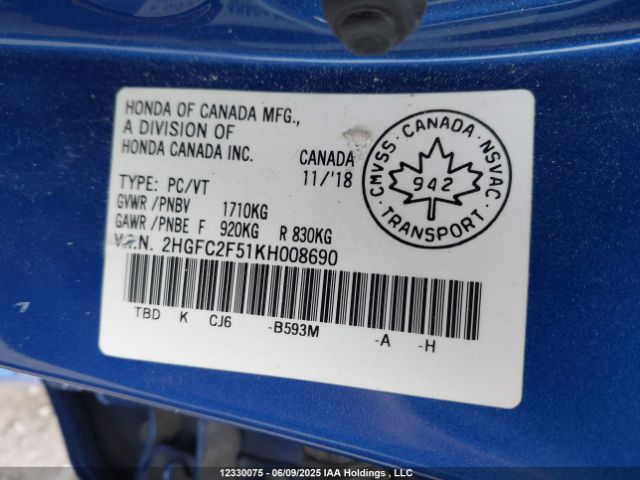 HONDA OF CANADA MFG.,
A DIVISION OF
HONDA CANADA INC.
CANADA
11/'18
TYPE: PC/VT
GVWR/PNBV 1710KG
GAWR/PNBE F 920KG R 830KG
V.I.N. 2HGFC2F51KH008690
TBD K CJ6 -B593M -A -H
CMVSS · CANADA · NSVAC
942
TRANSPORT
12330075 - 06/09/2025 IAA Holdings , LLC